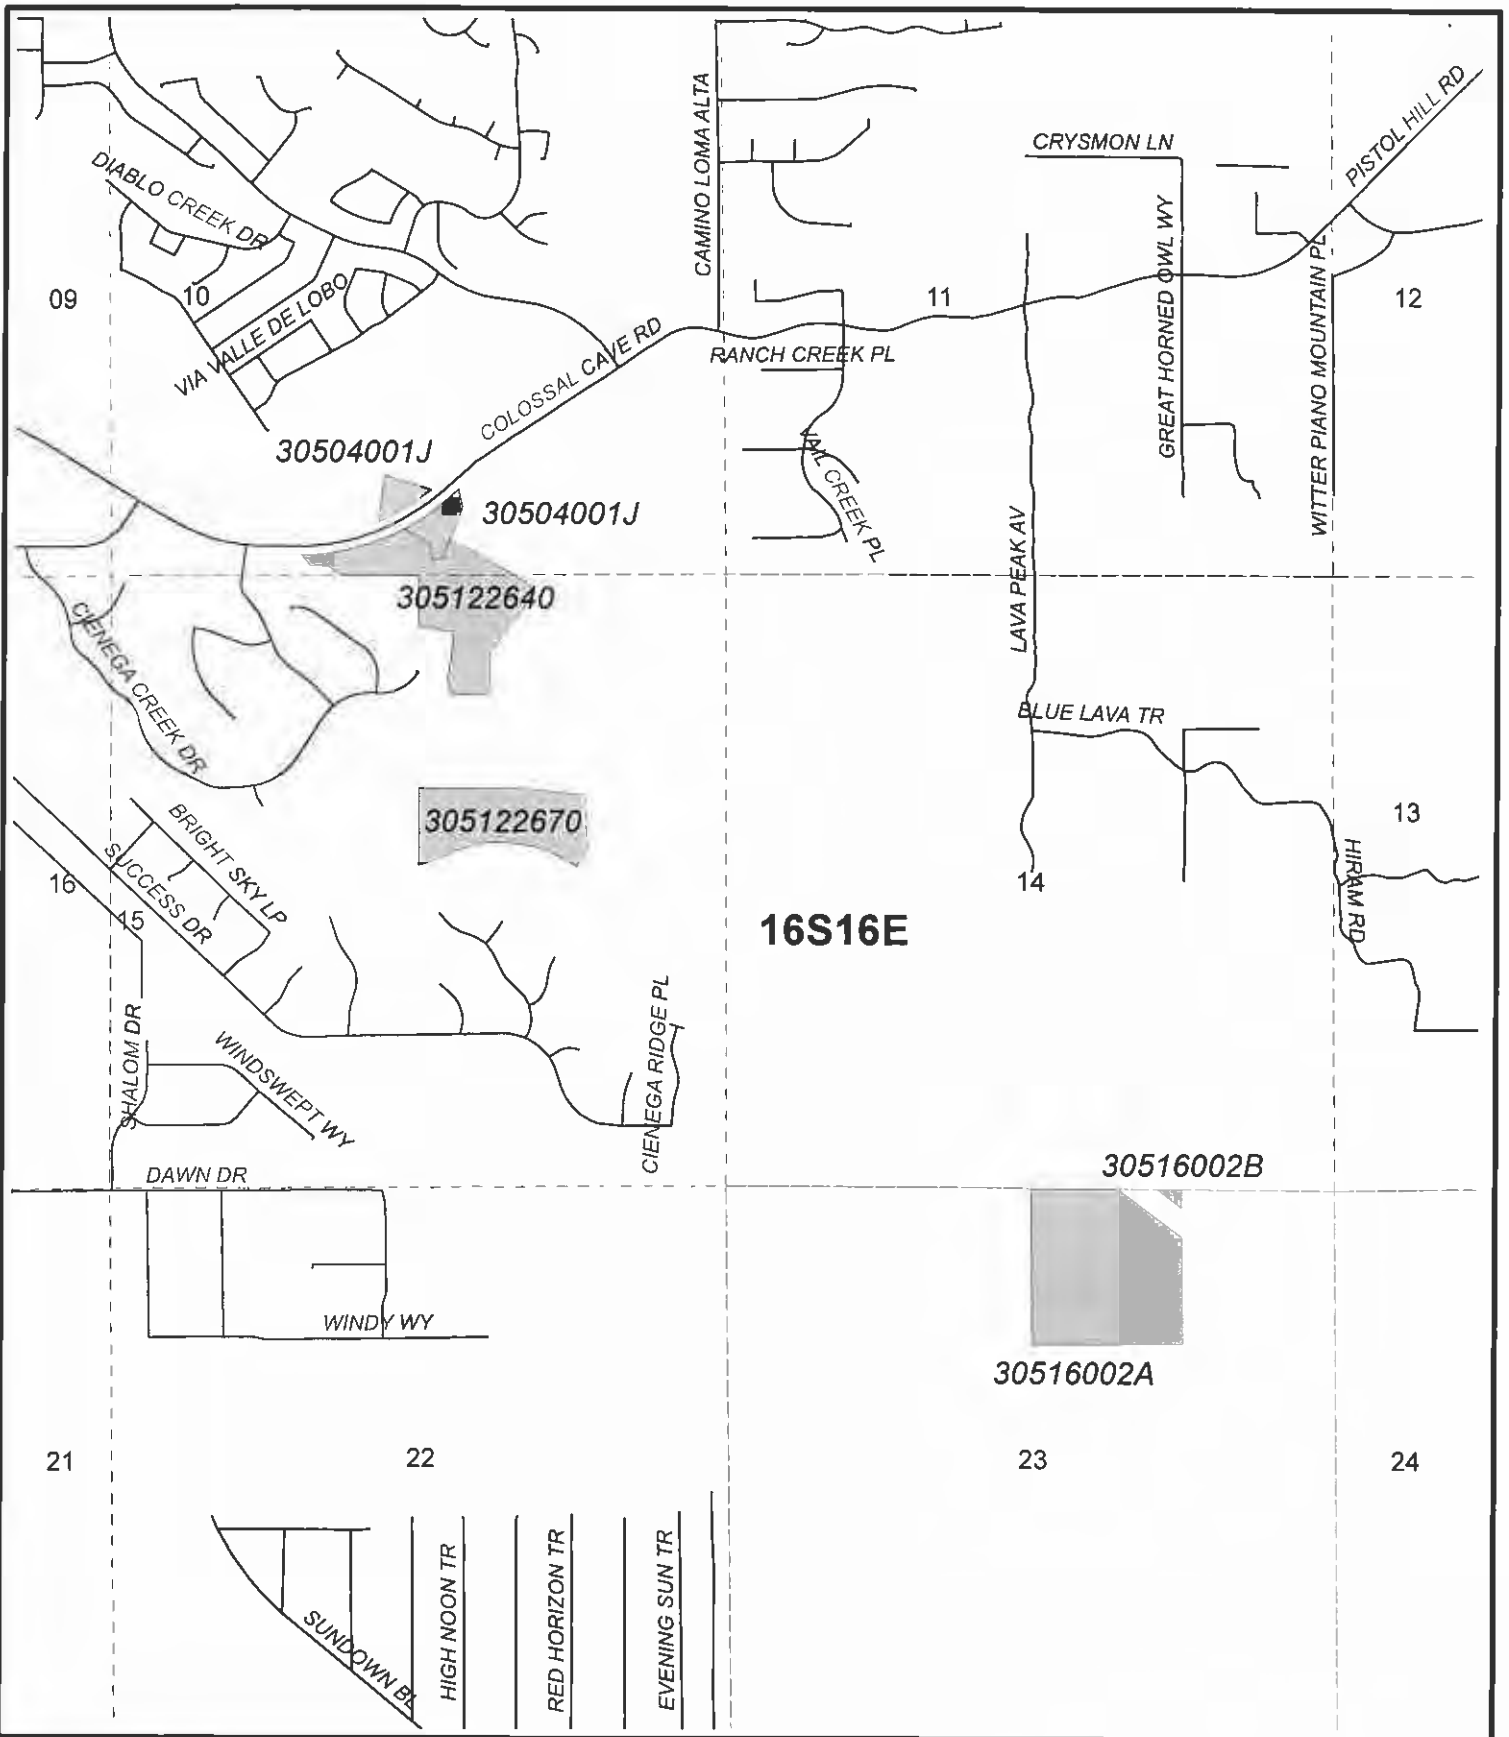 CAMINO LOMA ALTA
PISTOL HILL RD
CRYSMON LN
DIABLO CREEK DR
GREAT HORNED OWL WY
WITTER PIANO MOUNTAIN PL
09
10
11
12
VIA VALLE DE LOBO
COLOSSAL CAVE RD
RANCH CREEK PL
30504001J
30504001J
VAIL CREEK PL
LAVA PEAK AV
305122640
CIENEGA CREEK DR
BLUE LAVA TR
305122670
BRIGHT SKY LP
SUCCESS DR
13
16
15
14
HIRAM RD
16S16E
SHALOM DR
WINDSWEPT WY
CIENEGA RIDGE PL
DAWN DR
30516002B
WINDY WY
30516002A
21
22
23
24
SUNDOWN BL
HIGH NOON TR
RED HORIZON TR
EVENING SUN TR